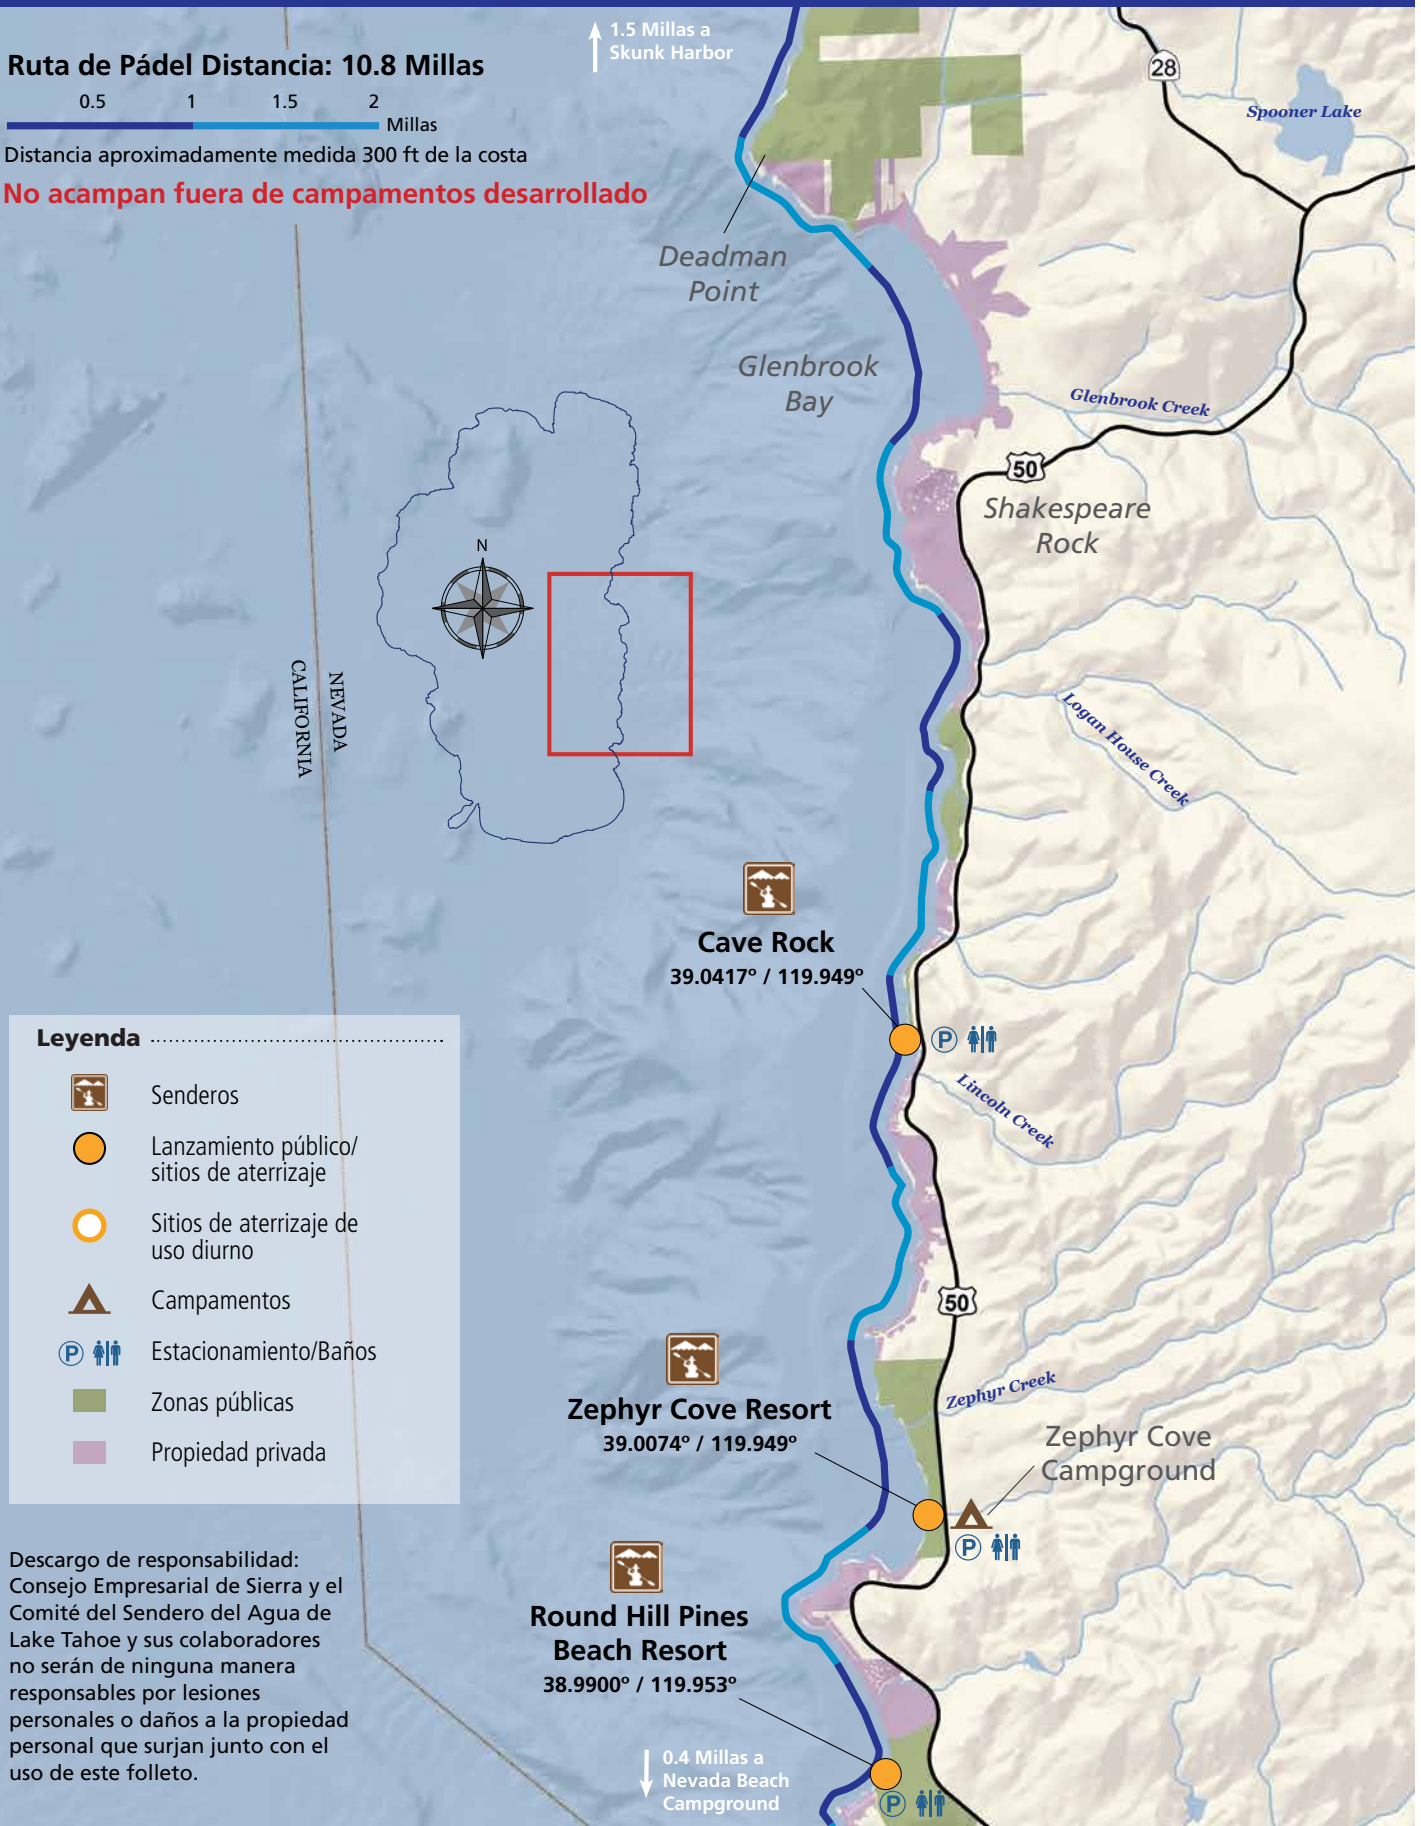 1.5 Millas a
Skunk Harbor
Ruta de Pádel Distancia: 10.8 Millas
0.5 1 1.5 2
Millas
Distancia aproximadamente medida 300 ft de la costa
No acampan fuera de campamentos desarrollado
28
Spooner Lake
Deadman
Point
Glenbrook
Bay
Glenbrook Creek
50
Shakespeare
Rock
N
NEVADA
CALIFORNIA
Logan House Creek
Cave Rock
39.0417º / 119.949º
P
Lincoln Creek
Leyenda
Senderos
Lanzamiento público/
sitios de aterrizaje
Sitios de aterrizaje de
uso diurno
Campamentos
P
Estacionamiento/Baños
Zonas públicas
Propiedad privada
50
Zephyr Creek
Zephyr Cove Resort
39.0074º / 119.949º
Zephyr Cove
Campground
P
Round Hill Pines
Beach Resort
38.9900º / 119.953º
P
0.4 Millas a
Nevada Beach
Campground
Descargo de responsabilidad:
Consejo Empresarial de Sierra y el
Comité del Sendero del Agua de
Lake Tahoe y sus colaboradores
no serán de ninguna manera
responsables por lesiones
personales o daños a la propiedad
personal que surjan junto con el
uso de este folleto.